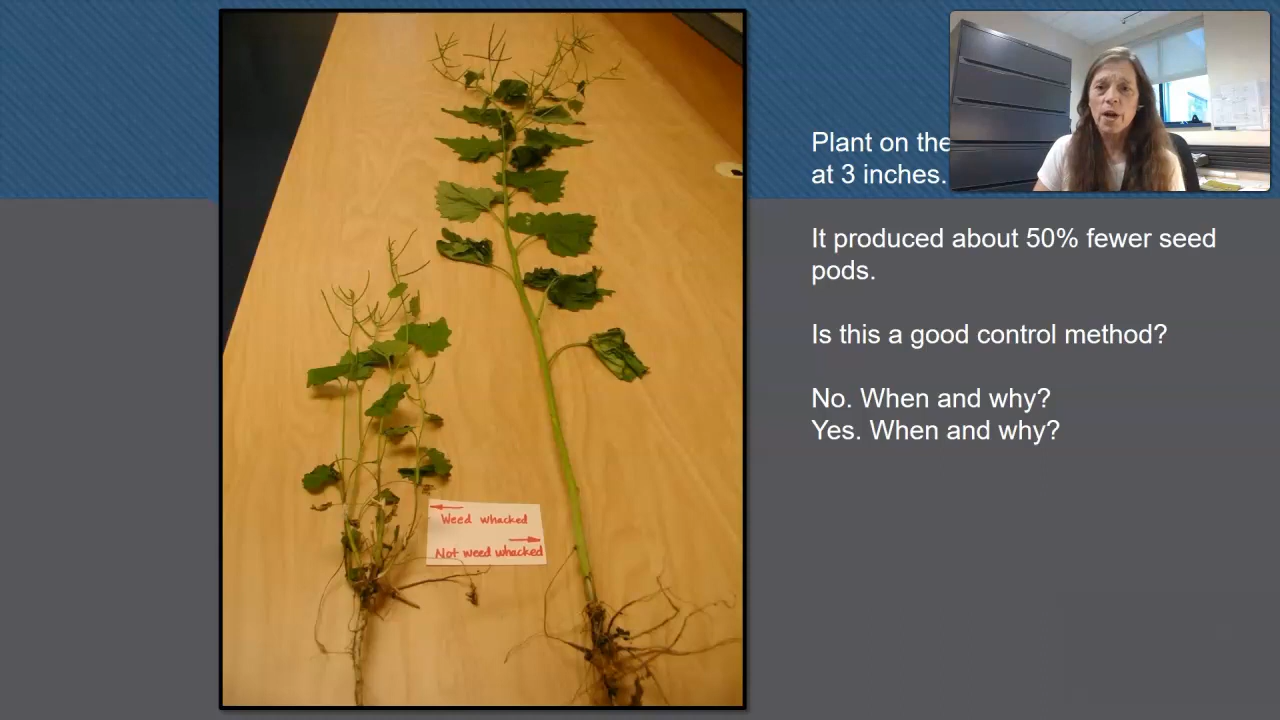 Plant on the
at 3 inches.
It produced about 50% fewer seed
pods.
Is this a good control method?
No. When and why?
Yes. When and why?
Weed whacked
Not weed whacked